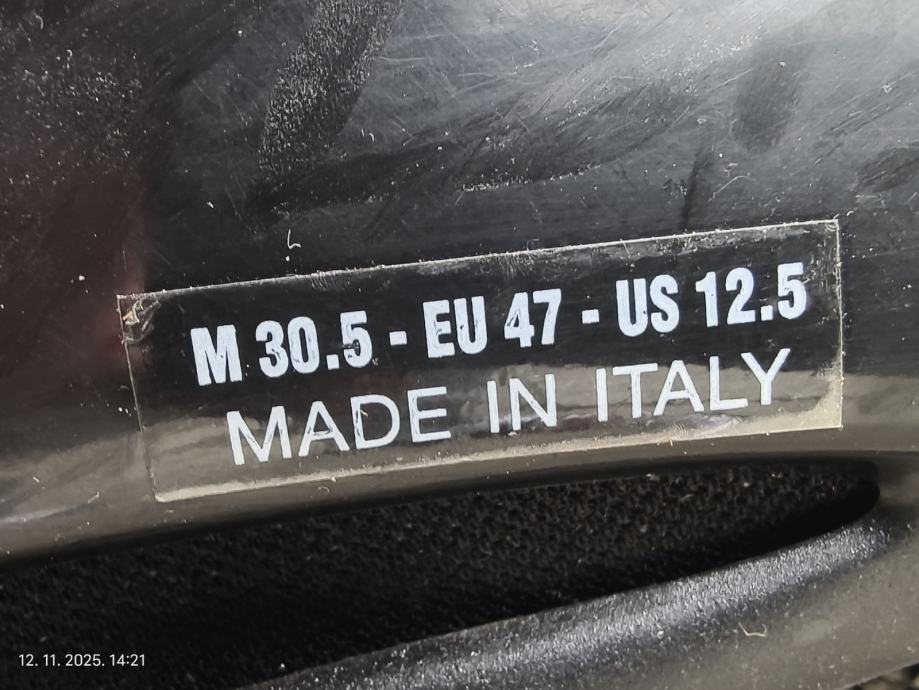 M 30.5 - EU 47 - US 12.5
MADE IN ITALY
12. 11. 2025. 14:21